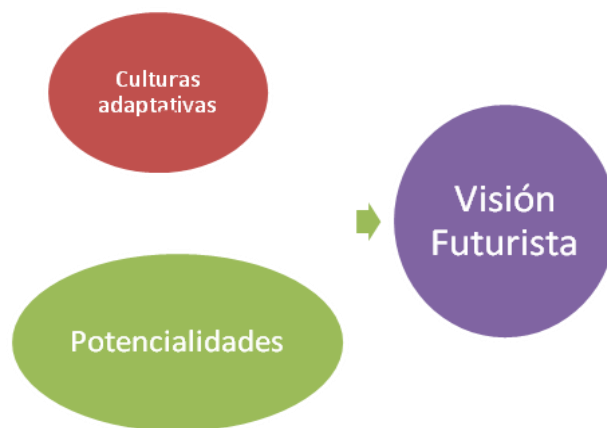 Culturas
adaptativas
Visión
Futurista
Potencialidades